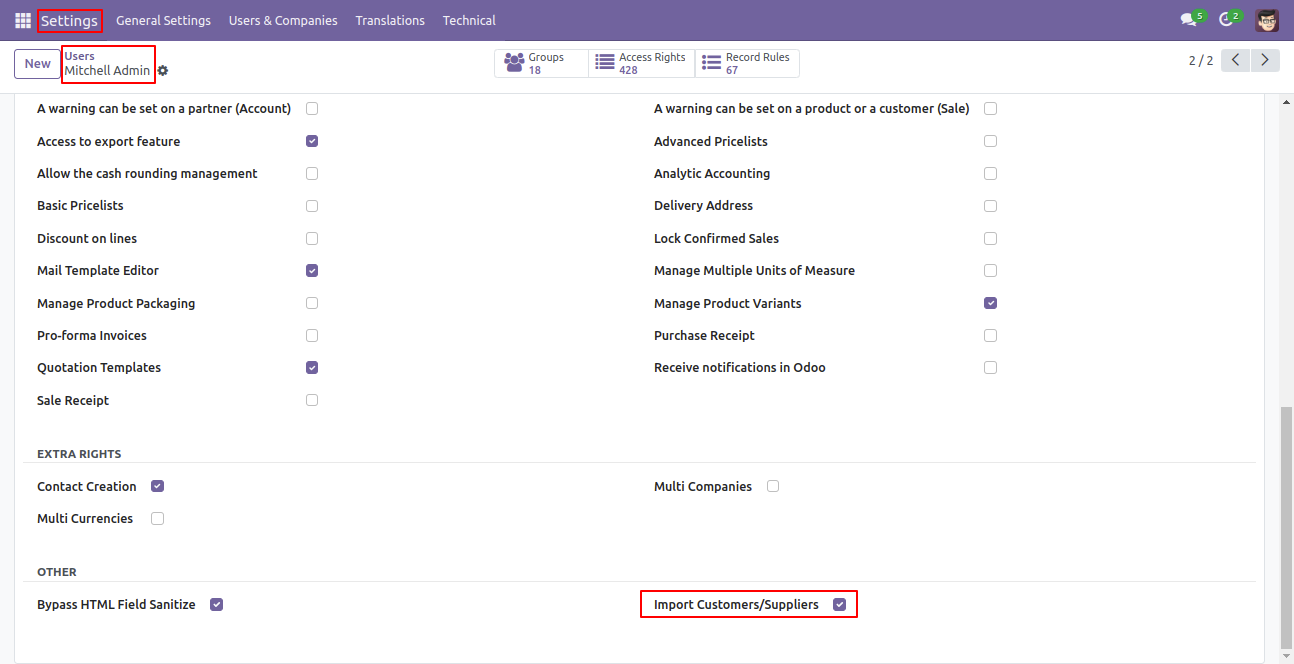 Settings General Settings Users & Companies Translations Technical 5 2
New Users Groups Access Rights Record Rules
Mitchell Admin 18 428 67 2 / 2
A warning can be set on a partner (Account) A warning can be set on a product or a customer (Sale)
Access to export feature Advanced Pricelists
Allow the cash rounding management Analytic Accounting
Basic Pricelists Delivery Address
Discount on lines Lock Confirmed Sales
Mail Template Editor Manage Multiple Units of Measure
Manage Product Packaging Manage Product Variants
Pro-forma Invoices Purchase Receipt
Quotation Templates Receive notifications in Odoo
Sale Receipt
EXTRA RIGHTS
Contact Creation Multi Companies
Multi Currencies
OTHER
Bypass HTML Field Sanitize Import Customers/Suppliers